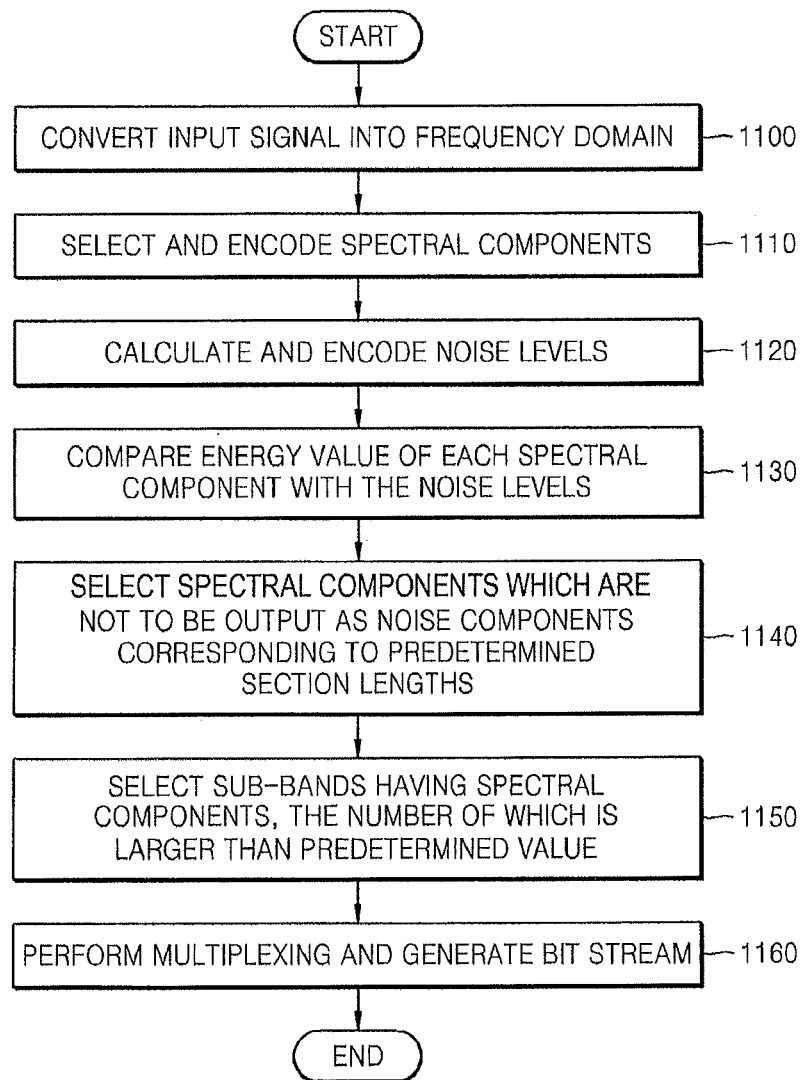 START
CONVERT INPUT SIGNAL INTO FREQUENCY DOMAIN
1100
SELECT AND ENCODE SPECTRAL COMPONENTS
1110
CALCULATE AND ENCODE NOISE LEVELS
1120
COMPARE ENERGY VALUE OF EACH SPECTRAL
COMPONENT WITH THE NOISE LEVELS
1130
SELECT SPECTRAL COMPONENTS WHICH ARE
NOT TO BE OUTPUT AS NOISE COMPONENTS
CORRESPONDING TO PREDETERMINED
SECTION LENGTHS
1140
SELECT SUB-BANDS HAVING SPECTRAL
COMPONENTS, THE NUMBER OF WHICH IS
LARGER THAN PREDETERMINED VALUE
1150
PERFORM MULTIPLEXING AND GENERATE BIT STREAM
1160
END